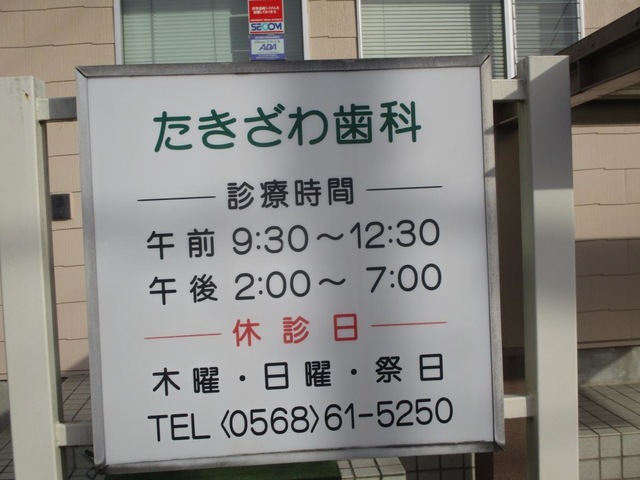 SECOM
ADA
たきざわ歯科
診療時間
午前 9:30～12:30
午後 2:00～ 7:00
休診日
木曜・日曜・祭日
TEL〈0568〉61-5250